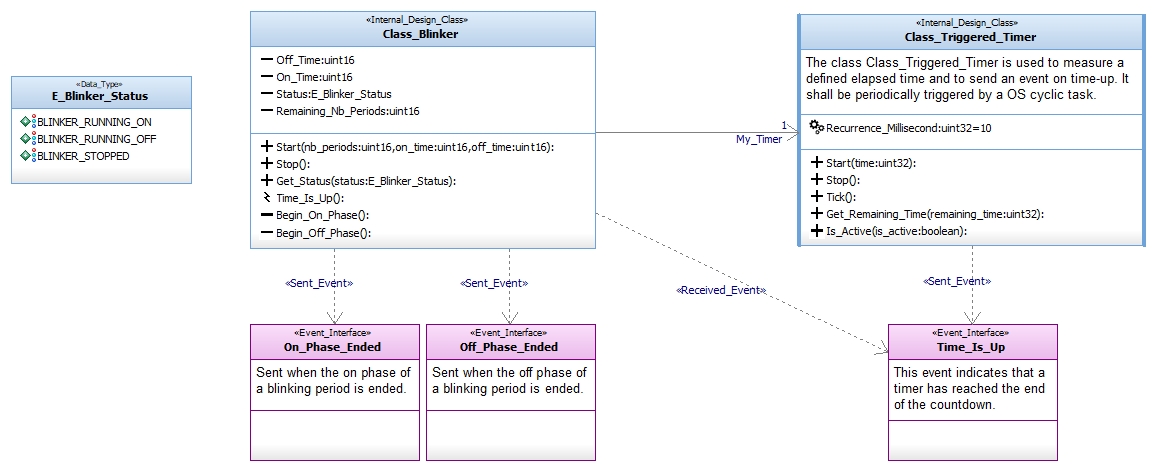 «Data_Type»
E_Blinker_Status
BLINKER_RUNNING_ON
BLINKER_RUNNING_OFF
BLINKER_STOPPED
«Internal_Design_Class»
Class_Blinker
Off_Time:uint16
On_Time:uint16
Status:E_Blinker_Status
Remaining_Nb_Periods:uint16
Start(nb_periods:uint16,on_time:uint16,off_time:uint16):
Stop():
Get_Status(status:E_Blinker_Status):
Time_Is_Up():
Begin_On_Phase():
Begin_Off_Phase():
1
My_Timer
«Internal_Design_Class»
Class_Triggered_Timer
The class Class_Triggered_Timer is used to measure a
defined elapsed time and to send an event on time-up. It
shall be periodically triggered by a OS cyclic task.
Recurrence_Millisecond:uint32=10
Start(time:uint32):
Stop():
Tick():
Get_Remaining_Time(remaining_time:uint32):
Is_Active(is_active:boolean):
«Sent_Event»
«Sent_Event»
«Received_Event»
«Sent_Event»
«Event_Interface»
On_Phase_Ended
Sent when the on phase of
a blinking period is ended.
«Event_Interface»
Off_Phase_Ended
Sent when the off phase of
a blinking period is ended.
«Event_Interface»
Time_Is_Up
This event indicates that a
timer has reached the end
of the countdown.